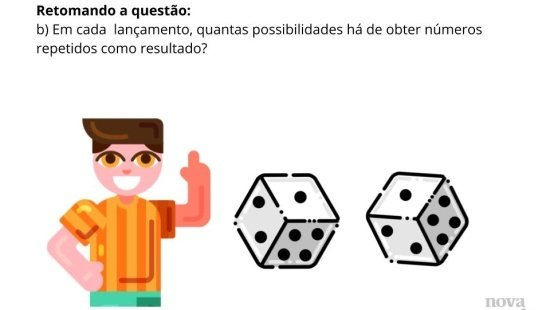 Retomando a questão:
b) Em cada lançamento, quantas possibilidades há de obter números
repetidos como resultado?
nova